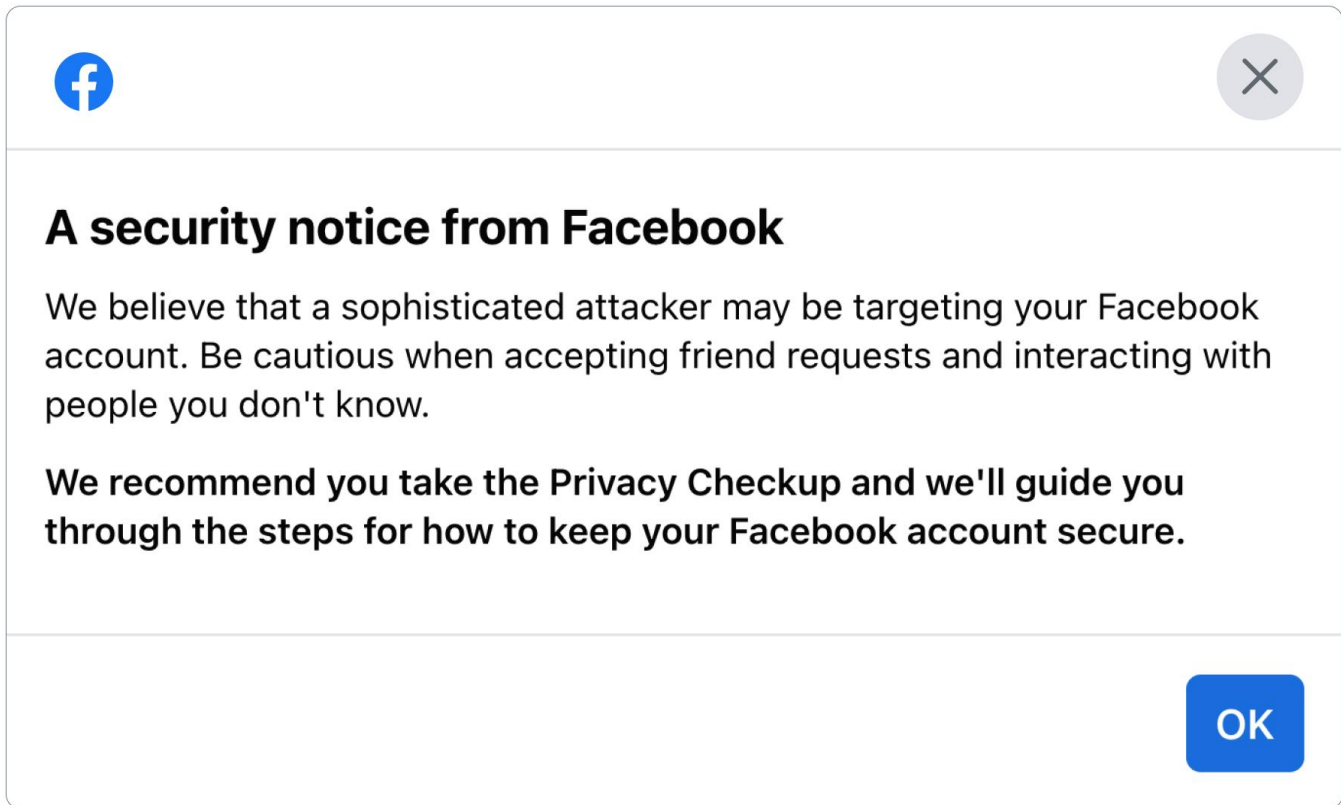 A security notice from Facebook
We believe that a sophisticated attacker may be targeting your Facebook
account. Be cautious when accepting friend requests and interacting with
people you don't know.
We recommend you take the Privacy Checkup and we'll guide you
through the steps for how to keep your Facebook account secure.
OK